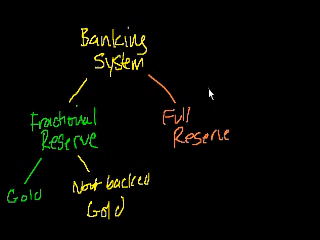 Banking
System
Fractional
Reserve
Full
Reserve
Gold
Not backed
Gold